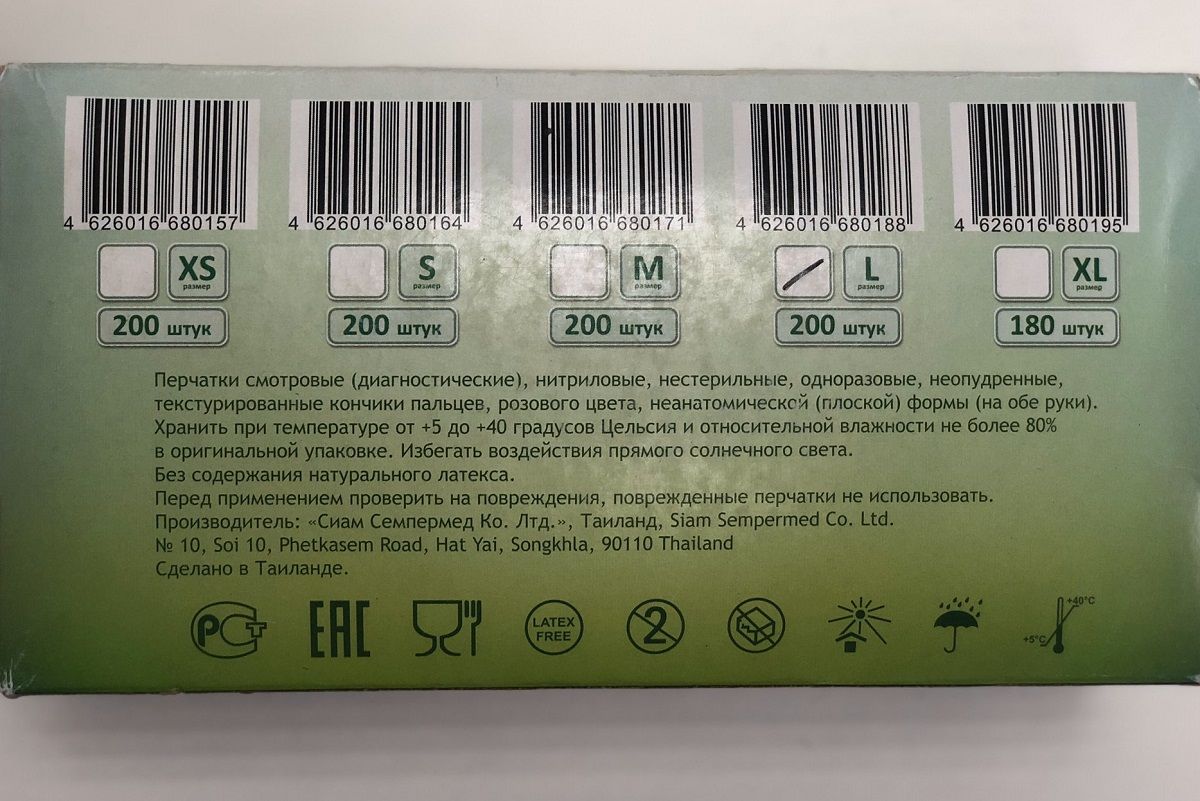 4 626016 680157 4 626016 680164 4 626016 680171 4 626016 680188 4 626016 680195
XS размер S размер M размер L размер XL размер
200 штук 200 штук 200 штук 200 штук 180 штук
Перчатки смотровые (диагностические), нитриловые, нестерильные, одноразовые, неопудренные,
текстурированные кончики пальцев, розового цвета, неанатомической (плоской) формы (на обе руки).
Хранить при температуре от +5 до +40 градусов Цельсия и относительной влажности не более 80%
в оригинальной упаковке. Избегать воздействия прямого солнечного света.
Без содержания натурального латекса.
Перед применением проверить на повреждения, поврежденные перчатки не использовать.
Производитель: «Сиам Семпермед Ко. Лтд.», Таиланд, Siam Sempermed Co. Ltd.
№ 10, Soi 10, Phetkasem Road, Hat Yai, Songkhla, 90110 Thailand
Сделано в Таиланде.
РСТ EAC LATEX FREE 2 +5°C +40°C